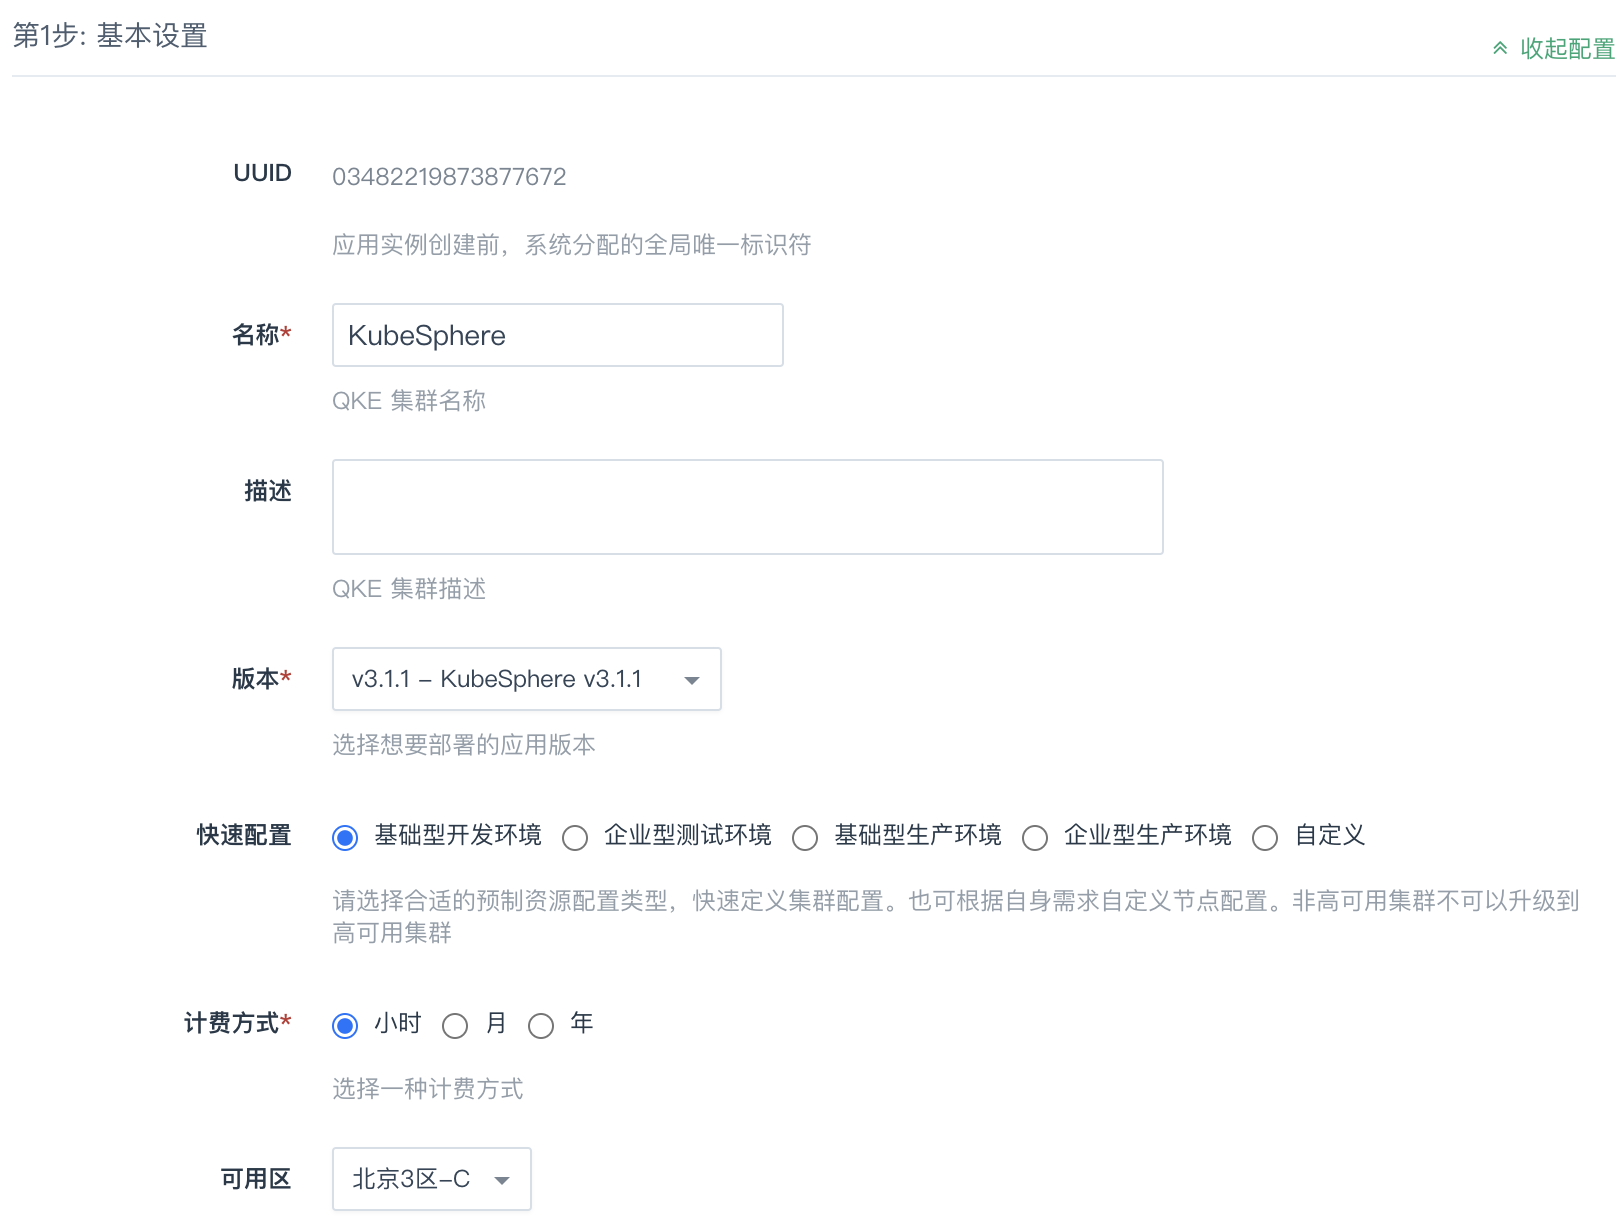 第1步: 基本设置
收起配置
UUID 03482219873877672
应用实例创建前，系统分配的全局唯一标识符
名称* KubeSphere
QKE 集群名称
描述
QKE 集群描述
版本* v3.1.1 – KubeSphere v3.1.1
选择想要部署的应用版本
快速配置 基础型开发环境 企业型测试环境 基础型生产环境 企业型生产环境 自定义
请选择合适的预制资源配置类型，快速定义集群配置。也可根据自身需求自定义节点配置。非高可用集群不可以升级到
高可用集群
计费方式* 小时 月 年
选择一种计费方式
可用区 北京3区-C